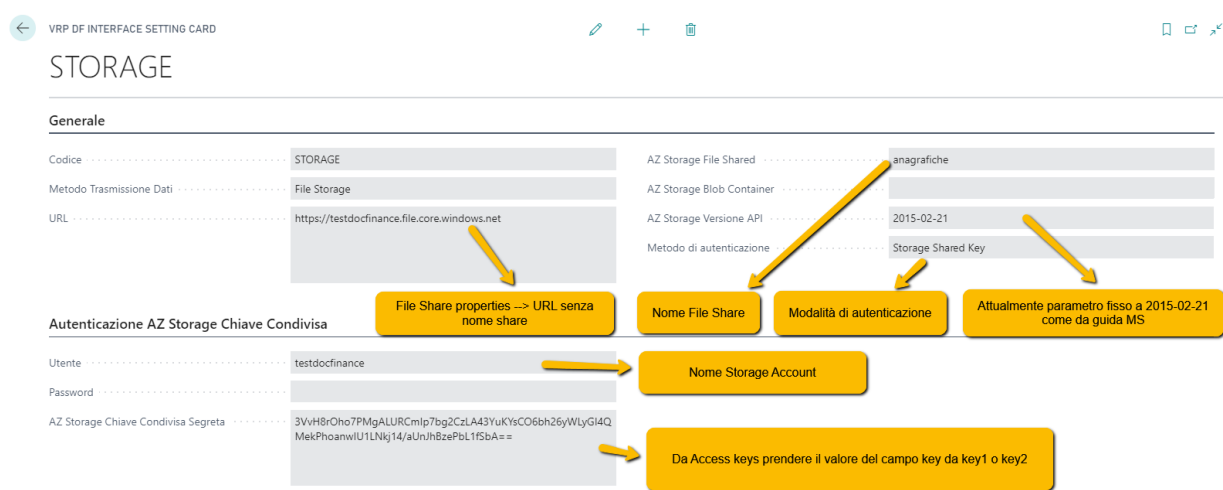 VRP DF INTERFACE SETTING CARD
STORAGE
Generale
Codice STORAGE
Metodo Trasmissione Dati File Storage
URL https://testdocfinance.file.core.windows.net
AZ Storage File Shared anagrafiche
AZ Storage Blob Container
AZ Storage Versione API 2015-02-21
Metodo di autenticazione Storage Shared Key
File Share properties --> URL senza
nome share
Nome File Share
Modalità di autenticazione
Attualmente parametro fisso a 2015-02-21
come da guida MS
Autenticazione AZ Storage Chiave Condivisa
Utente testdocfinance
Nome Storage Account
Password
AZ Storage Chiave Condivisa Segreta 3VvH8rOho7PMgALURCmIp7bg2CzLA43YuKYsCO6bh26yWLyGI4Q
MekPhoanwIU1LNkj14/aUnJhBzePbL1fSbA==
Da Access keys prendere il valore del campo key da key1 o key2